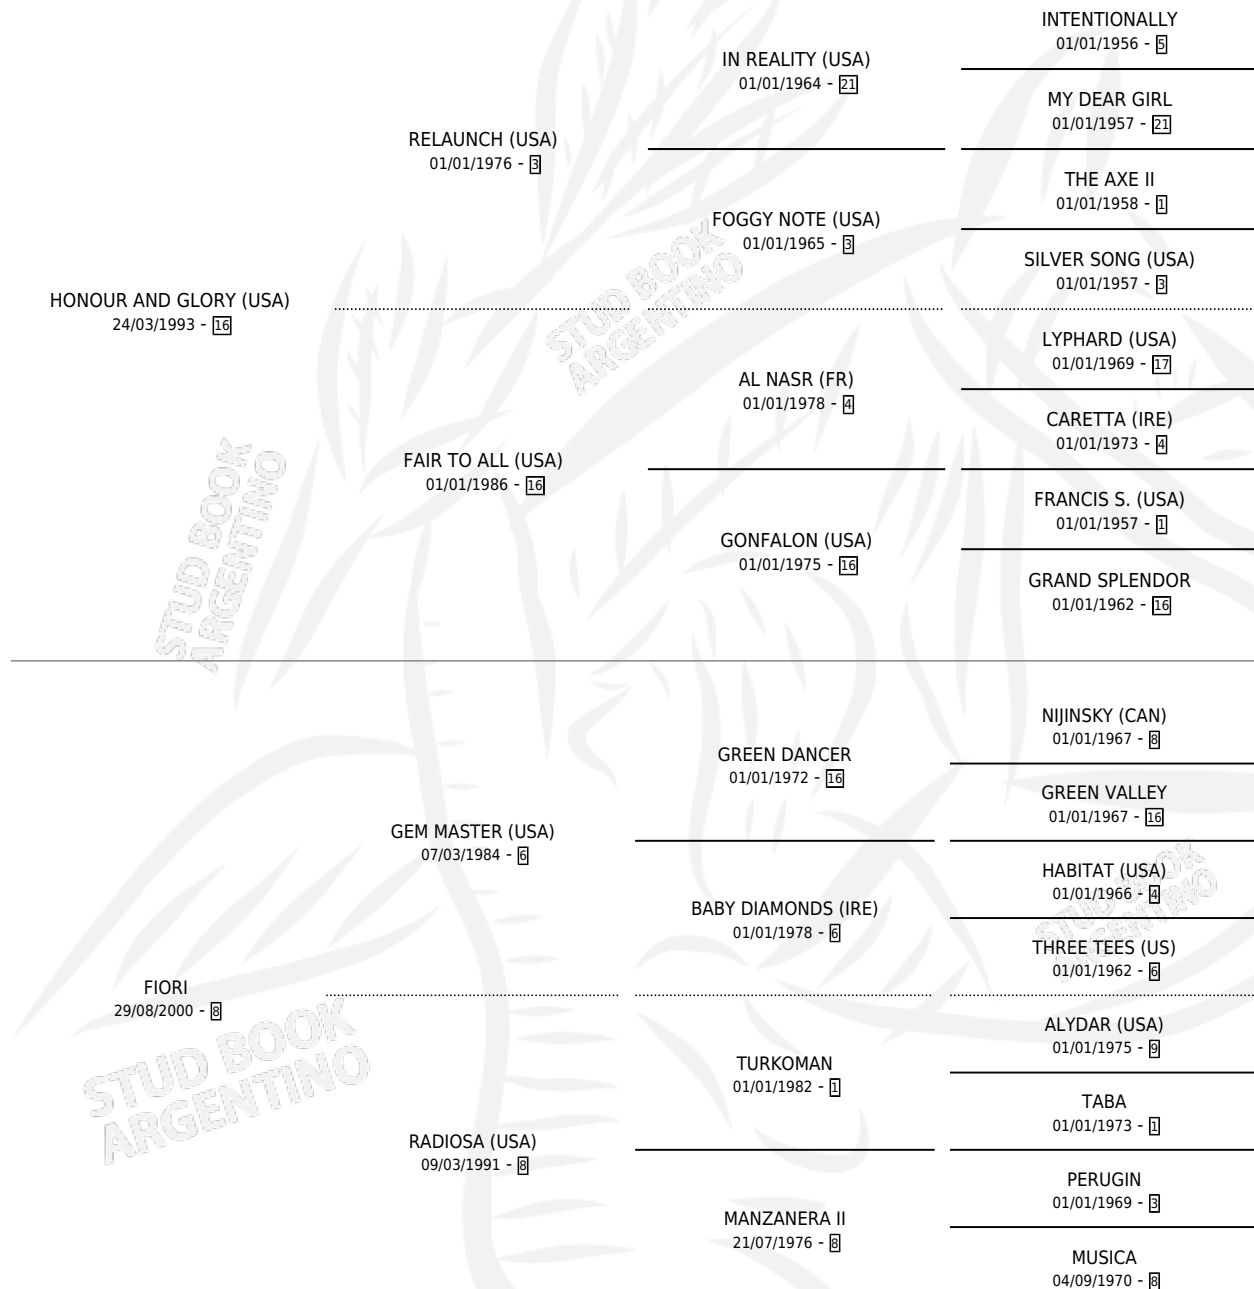 INTENTIONALLY
01/01/1956 - 5
IN REALITY (USA)
01/01/1964 - 21
MY DEAR GIRL
01/01/1957 - 21
RELAUNCH (USA)
01/01/1976 - 3
THE AXE II
01/01/1958 - 1
FOGGY NOTE (USA)
01/01/1965 - 3
SILVER SONG (USA)
01/01/1957 - 3
HONOUR AND GLORY (USA)
24/03/1993 - 16
LYPHARD (USA)
01/01/1969 - 17
AL NASR (FR)
01/01/1978 - 4
CARETTA (IRE)
01/01/1973 - 4
FAIR TO ALL (USA)
01/01/1986 - 16
FRANCIS S. (USA)
01/01/1957 - 1
GONFALON (USA)
01/01/1975 - 16
GRAND SPLENDOR
01/01/1962 - 16
STUD BOOK
ARGENTINO
STUD BOOK
ARGENTINO
NIJINSKY (CAN)
01/01/1967 - 8
GREEN DANCER
01/01/1972 - 16
GREEN VALLEY
01/01/1967 - 16
GEM MASTER (USA)
07/03/1984 - 6
HABITAT (USA)
01/01/1966 - 4
BABY DIAMONDS (IRE)
01/01/1978 - 6
THREE TEES (US)
01/01/1962 - 6
STUD BOOK
ARGENTINO
FIORI
29/08/2000 - 8
ALYDAR (USA)
01/01/1975 - 9
TURKOMAN
01/01/1982 - 1
TABA
01/01/1973 - 1
RADIOSA (USA)
09/03/1991 - 8
PERUGIN
01/01/1969 - 3
MANZANERA II
21/07/1976 - 8
MUSICA
04/09/1970 - 8
STUD BOOK
ARGENTINO